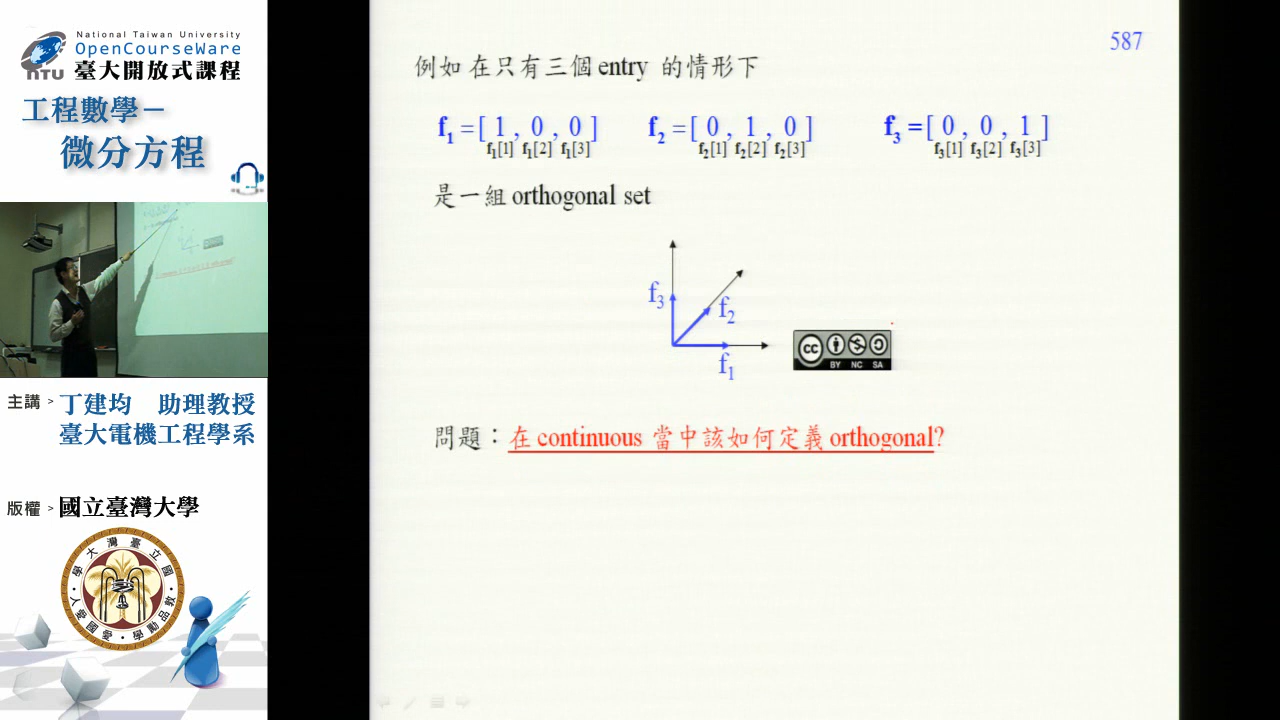 National Taiwan University
OpenCourseWare
NTU 臺大開放式課程
工程數學－
微分方程
主講 > 丁建均 助理教授
臺大電機工程學系
版權 > 國立臺灣大學
587
例如 在只有三個 entry 的情形下
f1 =[ 1 , 0 , 0 ] f2 =[ 0 , 1 , 0 ] f3 =[ 0 , 0 , 1 ]
f1[1] f1[2] f1[3] f2[1] f2[2] f2[3] f3[1] f3[2] f3[3]
是一組 orthogonal set
f3
f2
f1
cc BY NC SA
問題：在 continuous 當中該如何定義 orthogonal?